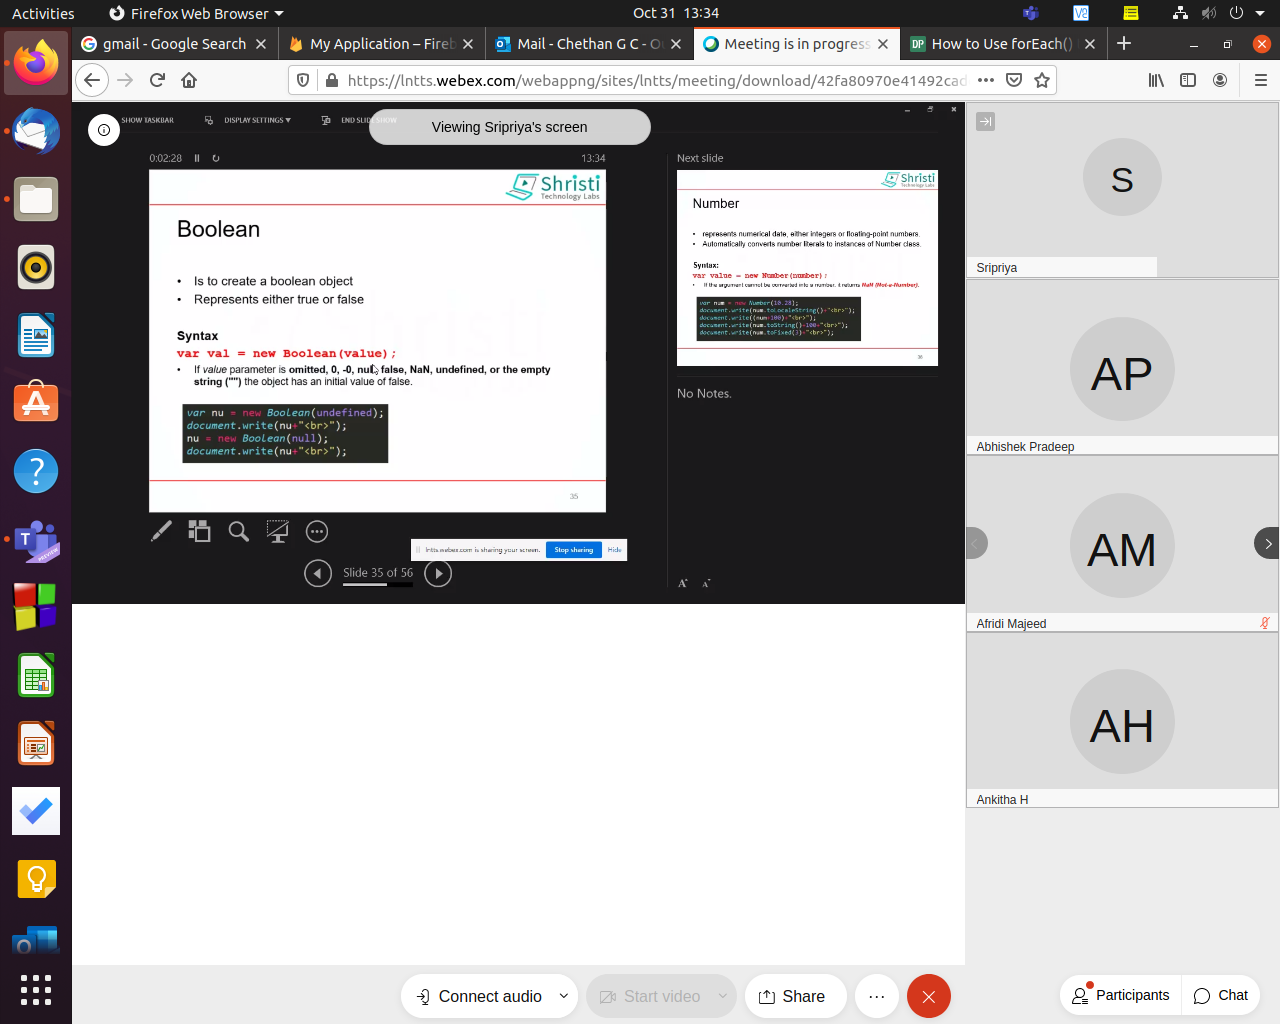 Activities
Firefox Web Browser
Oct 31 13:34
gmail - Google Search
My Application – Fireb
Mail - Chethan G C - O
Meeting is in progress
DP
How to Use forEach()
https://lntts.webex.com/webappng/sites/lntts/meeting/download/42fa80970e41492cad
SHOW TASKBAR
DISPLAY SETTINGS
END SLIDE SHOW
Viewing Sripriya's screen
0:02:28
13:34
Shristi
Technology Labs
Boolean
• Is to create a boolean object
• Represents either true or false
Syntax
var val = new Boolean(value);
• If value parameter is omitted, 0, -0, null, false, NaN, undefined, or the empty
string ("") the object has an initial value of false.
var nu = new Boolean(undefined);
document.write(nu+"<br>");
nu = new Boolean(null);
document.write(nu+"<br>");
35
lntts.webex.com is sharing your screen.
Stop sharing
Hide
Slide 35 of 56
Next slide
Shristi
Technology Labs
Number
• represents numerical date, either integers or floating-point numbers.
• Automatically converts number literals to instances of Number class.
Syntax:
var value = new Number(number);
• If the argument cannot be converted into a number, it returns NaN (Not-a-Number).
var num = new Number(10.28);
document.write(num.toLocaleString()+"<br>");
document.write((num+100)+"<br>");
document.write(num.toString()+100+"<br>");
document.write(num.toFixed(3)+"<br>");
36
No Notes.
A
A
S
Sripriya
AP
Abhishek Pradeep
AM
Afridi Majeed
AH
Ankitha H
Connect audio
Start video
Share
Participants
Chat